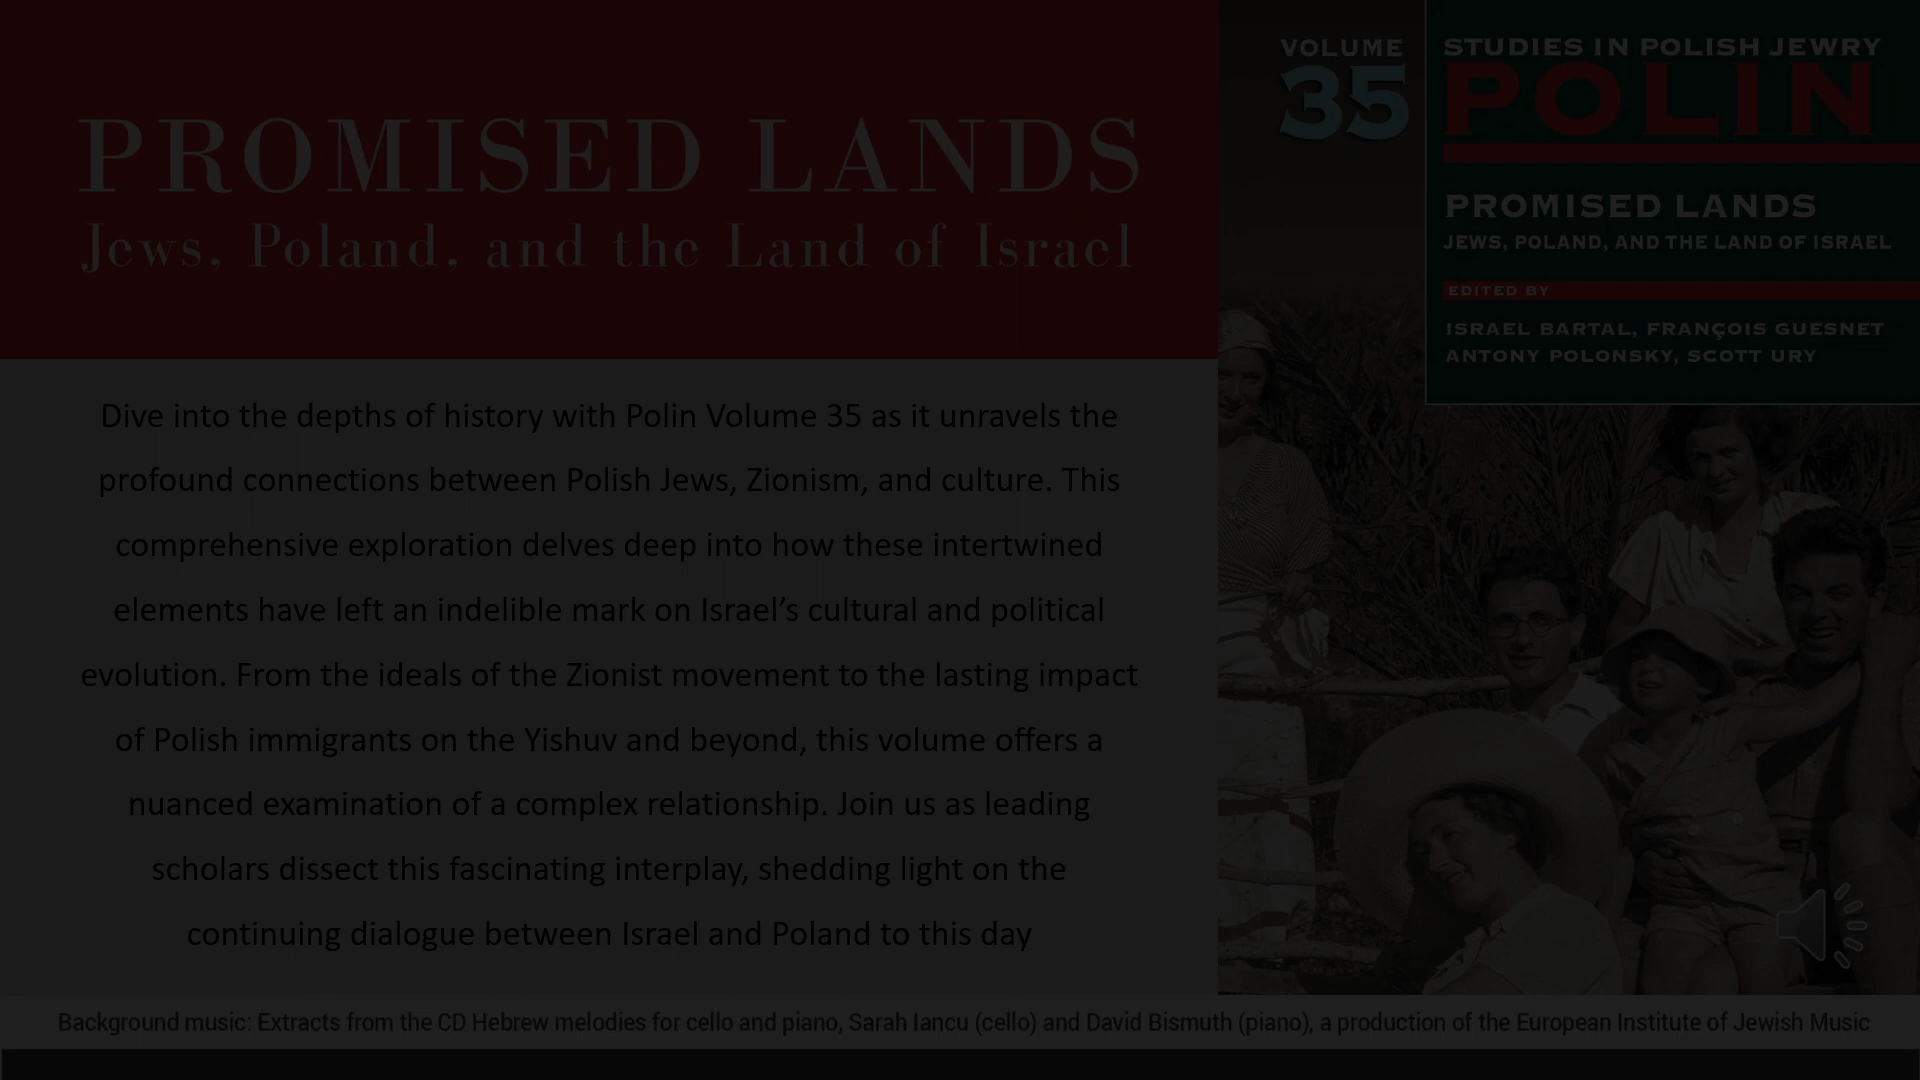 PROMISED LANDS
Jews, Poland, and the Land of Israel
Dive into the depths of history with Polin Volume 35 as it unravels the
profound connections between Polish Jews, Zionism, and culture. This
comprehensive exploration delves deep into how these intertwined
elements have left an indelible mark on Israel’s cultural and political
evolution. From the ideals of the Zionist movement to the lasting impact
of Polish immigrants on the Yishuv and beyond, this volume offers a
nuanced examination of a complex relationship. Join us as leading
scholars dissect this fascinating interplay, shedding light on the
continuing dialogue between Israel and Poland to this day
VOLUME
35
STUDIES IN POLISH JEWRY
POLIN
PROMISED LANDS
JEWS, POLAND, AND THE LAND OF ISRAEL
EDITED BY
ISRAEL BARTAL, FRANÇOIS GUESNET
ANTONY POLONSKY, SCOTT URY
Background music: Extracts from the CD Hebrew melodies for cello and piano, Sarah Iancu (cello) and David Bismuth (piano), a production of the European Institute of Jewish Music